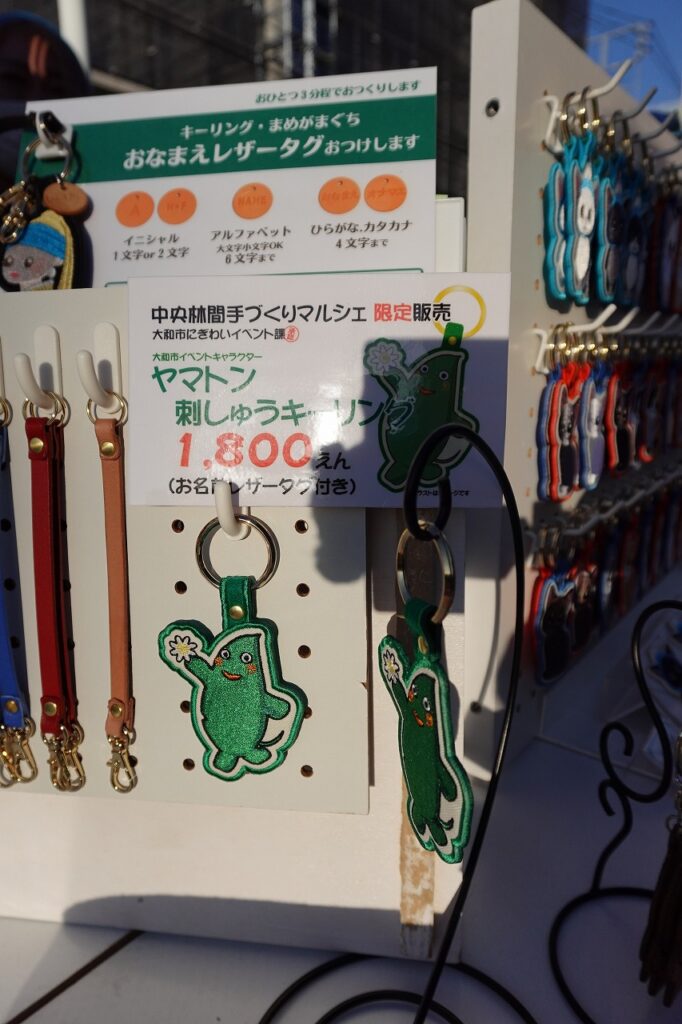 おひとつ3分程でおつくりします
キーリング・まめがまぐち
おなまえレザータグおつけします
A
NAME
オナマエ
イニシャル
1文字or2文字
アルファベット
大文字小文字OK
6文字まで
ひらがな、カタカナ
4文字まで
中央林間手づくりマルシェ 限定販売
大和市にぎわいイベント課
大和市イベントキャラクター
ヤマトン
刺しゅうキーリング
1,800えん
(お名前レザータグ付き)